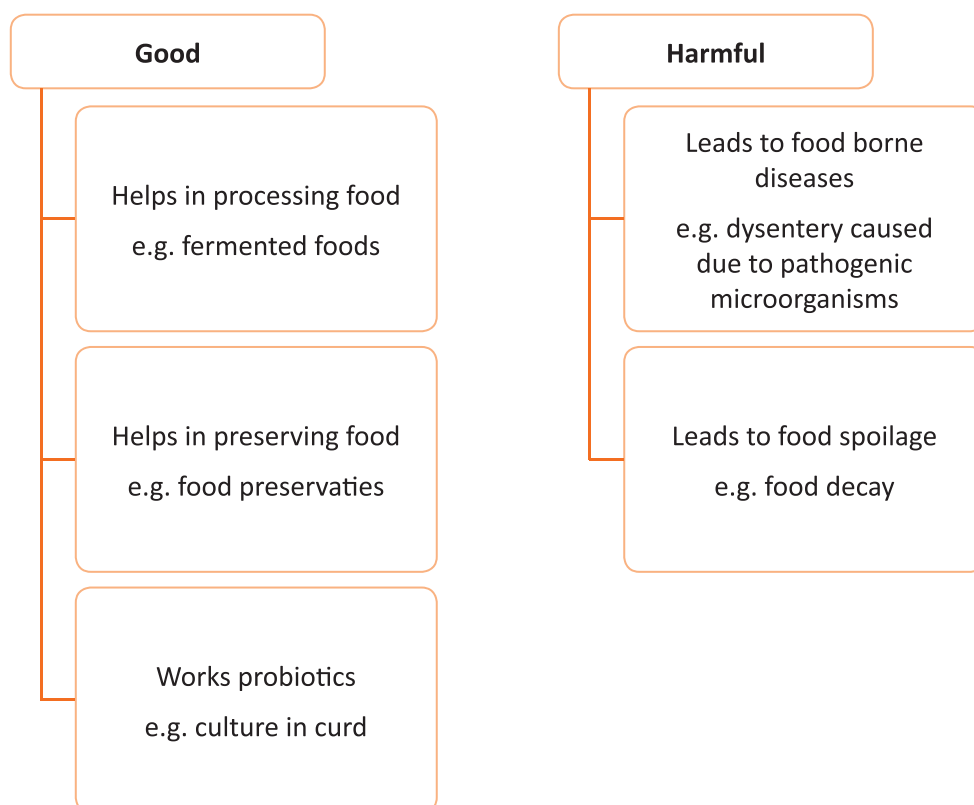 Good
Helps in processing food
e.g. fermented foods
Helps in preserving food
e.g. food preservaties
Works probiotics
e.g. culture in curd
Harmful
Leads to food borne
diseases
e.g. dysentery caused
due to pathogenic
microorganisms
Leads to food spoilage
e.g. food decay